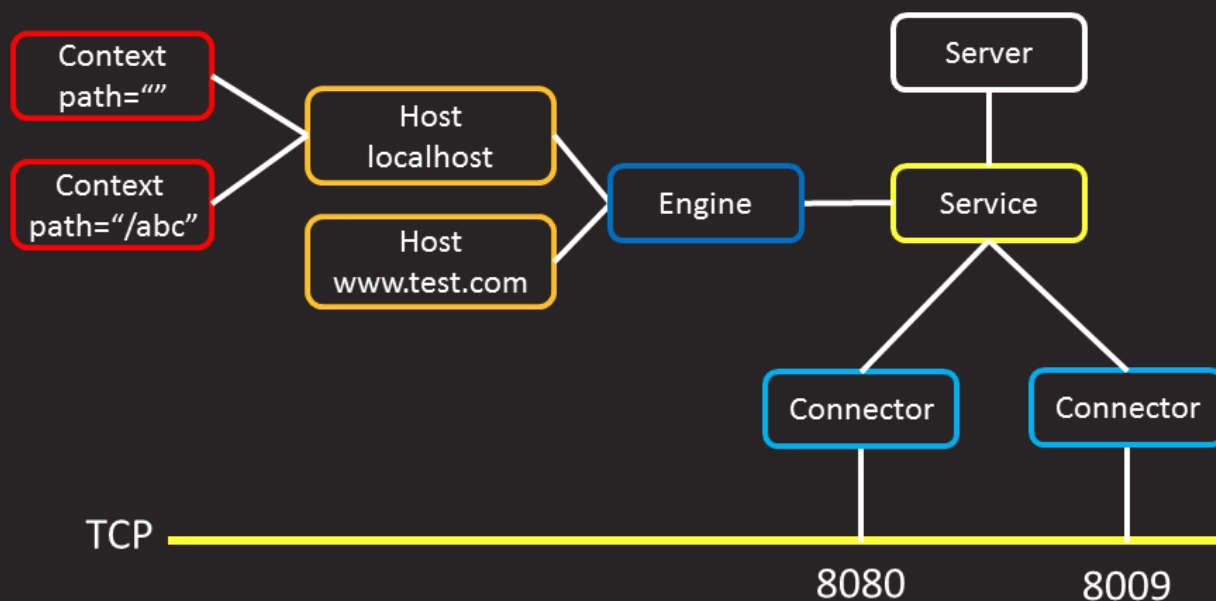 Context
path=“”
Context
path=“/abc”
Host
localhost
Host
www.test.com
Engine
Server
Service
Connector
Connector
TCP
8080
8009